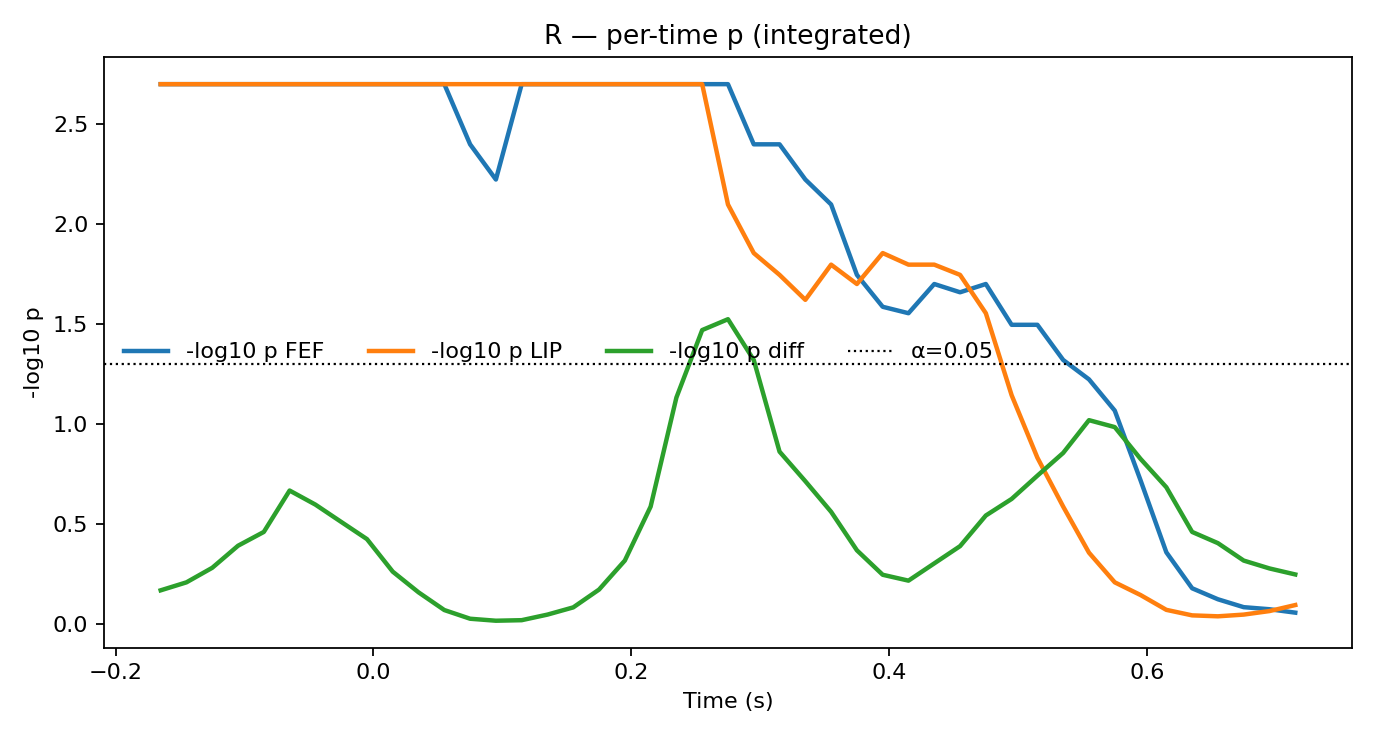 R — per-time p (integrated)
-log10 p
2.5
2.0
1.5
1.0
0.5
0.0
-log10 p FEF -log10 p LIP -log10 p diff α=0.05
−0.2 0.0 0.2 0.4 0.6
Time (s)